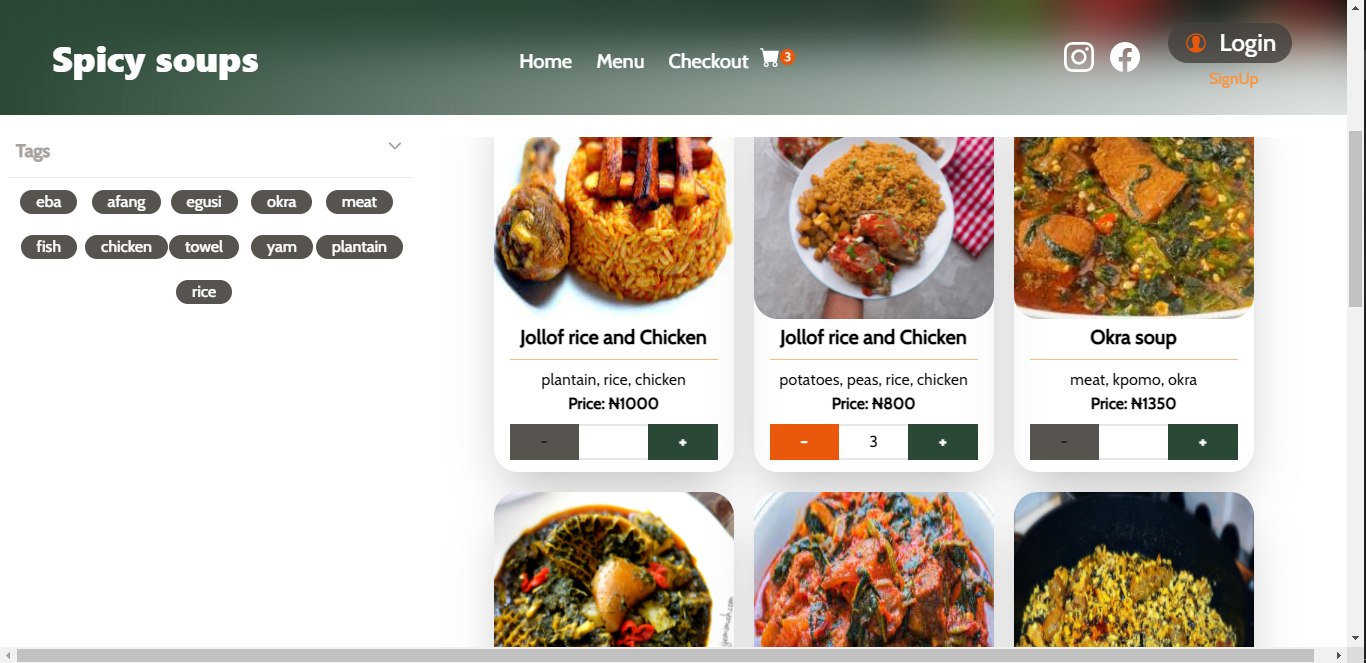 Spicy soups
Home Menu Checkout 3
Login
SignUp
Tags
eba afang egusi okra meat
fish chicken towel yam plantain
rice
Jollof rice and Chicken
plantain, rice, chicken
Price: ₦1000
- +
Jollof rice and Chicken
potatoes, peas, rice, chicken
Price: ₦800
- 3 +
Okra soup
meat, kpomo, okra
Price: ₦1350
- +